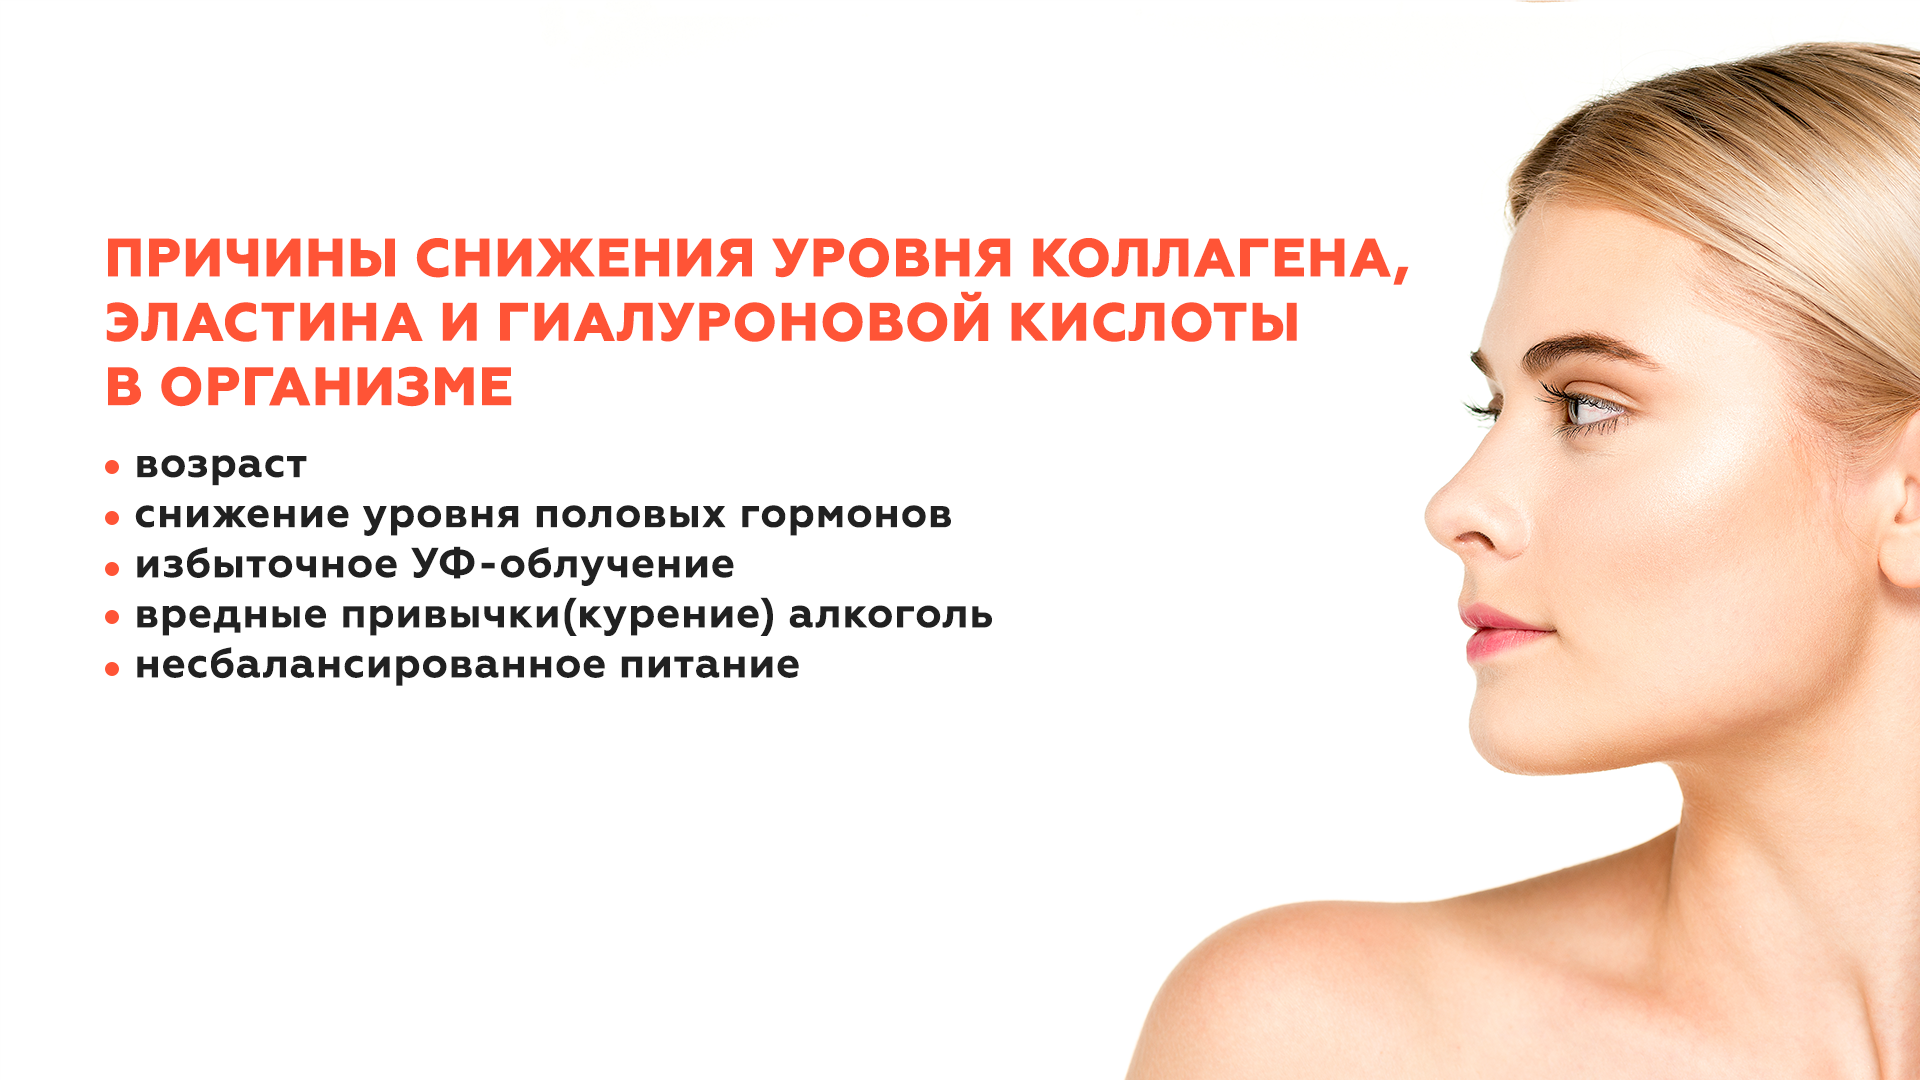 ПРИЧИНЫ СНИЖЕНИЯ УРОВНЯ КОЛЛАГЕНА,
ЭЛАСТИНА И ГИАЛУРОНОВОЙ КИСЛОТЫ
В ОРГАНИЗМЕ
• возраст
• снижение уровня половых гормонов
• избыточное УФ-облучение
• вредные привычки(курение) алкоголь
• несбалансированное питание